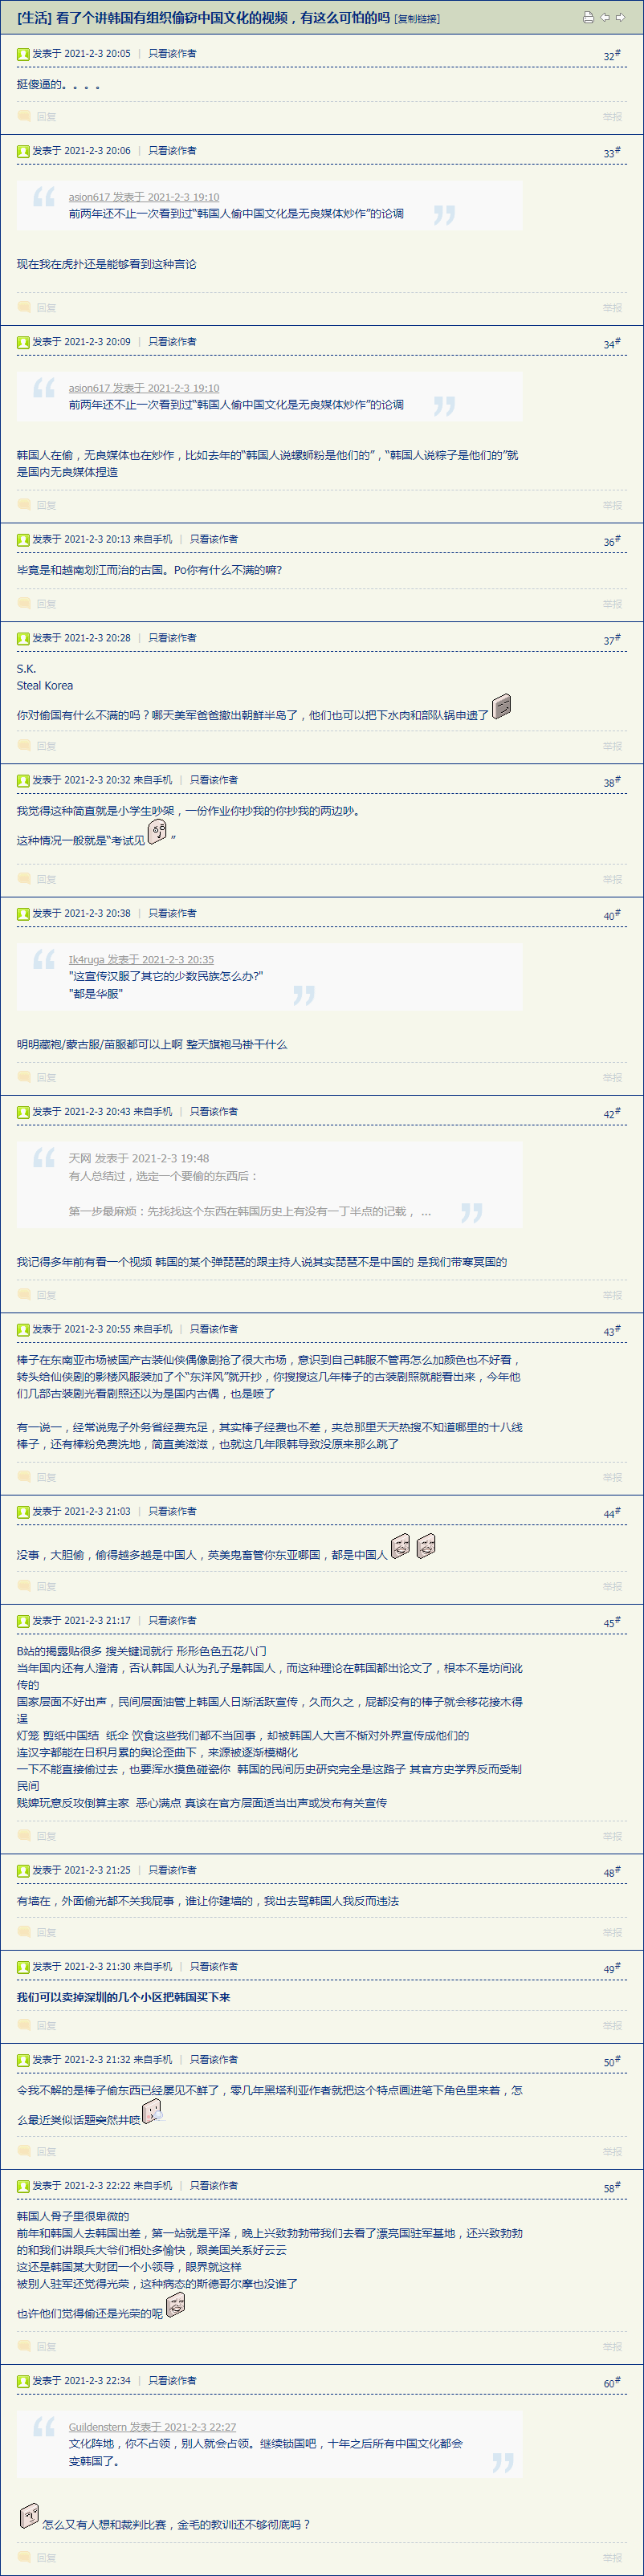 [生活] 看了个讲韩国有组织偷窃中国文化的视频，有这么可怕的吗 [复制链接]
发表于 2021-2-3 20:05 | 只看该作者
32#
挺傻逼的。。。。
回复
举报
发表于 2021-2-3 20:06 | 只看该作者
33#
asion617 发表于 2021-2-3 19:10
前两年还不止一次看到过“韩国人偷中国文化是无良媒体炒作”的论调
现在我在虎扑还是能够看到这种言论
回复
举报
发表于 2021-2-3 20:09 | 只看该作者
34#
asion617 发表于 2021-2-3 19:10
前两年还不止一次看到过“韩国人偷中国文化是无良媒体炒作”的论调
韩国人在偷，无良媒体也在炒作，比如去年的“韩国人说螺蛳粉是他们的”，“韩国人说粽子是他们的”就
是国内无良媒体捏造
回复
举报
发表于 2021-2-3 20:13 来自手机 | 只看该作者
36#
毕竟是和越南划江而治的古国。Po你有什么不满的嘛?
回复
举报
发表于 2021-2-3 20:28 | 只看该作者
37#
S.K.
Steal Korea
你对偷国有什么不满的吗？哪天美军爸爸撤出朝鲜半岛了，他们也可以把下水肉和部队锅申遗了
回复
举报
发表于 2021-2-3 20:32 来自手机 | 只看该作者
38#
我觉得这种简直就是小学生吵架，一份作业你抄我的你抄我的两边吵。
这种情况一般就是“考试见 ”
回复
举报
发表于 2021-2-3 20:38 | 只看该作者
40#
Ik4ruga 发表于 2021-2-3 20:35
"这宣传汉服了其它的少数民族怎么办?"
"都是华服"
明明藏袍/蒙古服/苗服都可以上啊 整天旗袍马褂干什么
回复
举报
发表于 2021-2-3 20:43 来自手机 | 只看该作者
42#
天网 发表于 2021-2-3 19:48
有人总结过，选定一个要偷的东西后：
第一步最麻烦：先找找这个东西在韩国历史上有没有一丁半点的记载， ...
我记得多年前有看一个视频 韩国的某个弹琵琶的跟主持人说其实琵琶不是中国的 是我们带寒冥国的
回复
举报
发表于 2021-2-3 20:55 来自手机 | 只看该作者
43#
棒子在东南亚市场被国产古装仙侠偶像剧抢了很大市场，意识到自己韩服不管再怎么加颜色也不好看，
转头给仙侠剧的影楼风服装加了个“东洋风”就开抄，你搜搜这几年棒子的古装剧照就能看出来，今年他
们几部古装剧光看剧照还以为是国内古偶，也是喷了
有一说一，经常说鬼子外务省经费充足，其实棒子经费也不差，夹总那里天天热搜不知道哪里的十八线
棒子，还有棒粉免费洗地，简直美滋滋，也就这几年限韩导致没原来那么跳了
回复
举报
发表于 2021-2-3 21:03 | 只看该作者
44#
没事，大胆偷，偷得越多越是中国人，英美鬼畜管你东亚哪国，都是中国人
回复
举报
发表于 2021-2-3 21:17 | 只看该作者
45#
B站的揭露贴很多 搜关键词就行 形形色色五花八门
当年国内还有人澄清，否认韩国人认为孔子是韩国人，而这种理论在韩国都出论文了，根本不是坊间讹
传的
国家层面不好出声，民间层面油管上韩国人日渐活跃宣传，久而久之，屁都没有的棒子就会移花接木得
逞
灯笼 剪纸中国结 纸伞 饮食这些我们都不当回事，却被韩国人大言不惭对外界宣传成他们的
连汉字都能在日积月累的舆论歪曲下，来源被逐渐模糊化
一下不能直接偷过去，也要浑水摸鱼碰瓷你 韩国的民间历史研究完全是这路子 其官方史学界反而受制
民间
贱婢玩意反攻倒算主家 恶心满点 真该在官方层面适当出声或发布有关宣传
回复
举报
发表于 2021-2-3 21:25 | 只看该作者
48#
有墙在，外面偷光都不关我屁事，谁让你建墙的，我出去骂韩国人我反而违法
回复
举报
发表于 2021-2-3 21:30 来自手机 | 只看该作者
49#
我们可以卖掉深圳的几个小区把韩国买下来
回复
举报
发表于 2021-2-3 21:32 来自手机 | 只看该作者
50#
令我不解的是棒子偷东西已经屡见不鲜了，零几年黑塔利亚作者就把这个特点画进笔下角色里来着，怎
么最近类似话题突然井喷
回复
举报
发表于 2021-2-3 22:22 来自手机 | 只看该作者
58#
韩国人骨子里很卑微的
前年和韩国人去韩国出差，第一站就是平泽，晚上兴致勃勃带我们去看了漂亮国驻军基地，还兴致勃勃
的和我们讲跟兵大爷们相处多愉快，跟美国关系好云云
这还是韩国某大财团一个小领导，眼界就这样
被别人驻军还觉得光荣，这种病态的斯德哥尔摩也没谁了
也许他们觉得偷还是光荣的呢
回复
举报
发表于 2021-2-3 22:34 | 只看该作者
60#
Guildenstern 发表于 2021-2-3 22:27
文化阵地，你不占领，别人就会占领。继续锁国吧，十年之后所有中国文化都会
变韩国了。
怎么又有人想和裁判比赛，金毛的教训还不够彻底吗？
回复
举报